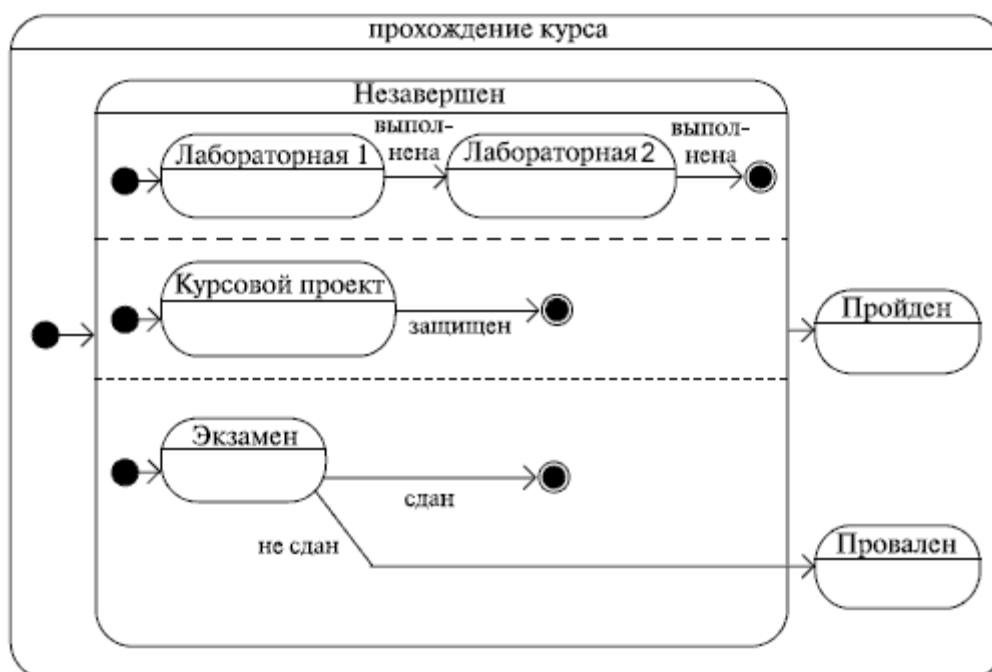 прохождение курса
Незавершен
Лабораторная 1
выпол-
нена
Лабораторная 2
выпол-
нена
Курсовой проект
защищен
Пройден
Экзамен
сдан
не сдан
Провален